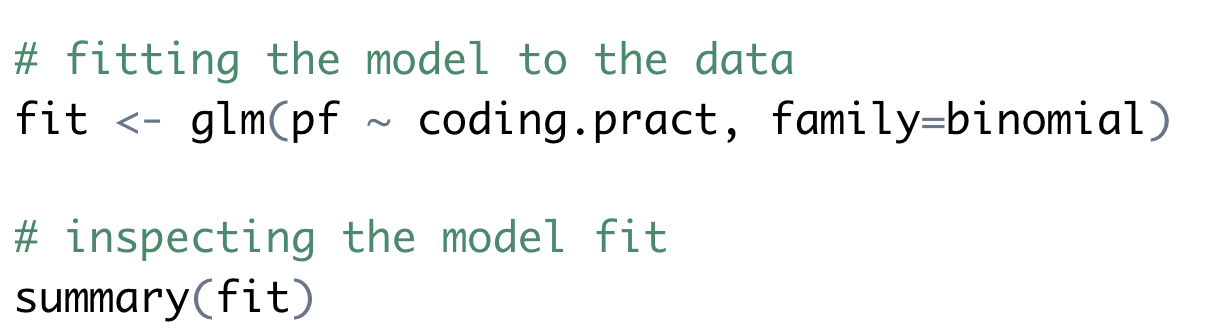 # fitting the model to the data
fit <- glm(pf ~ coding.pract, family=binomial)
# inspecting the model fit
summary(fit)